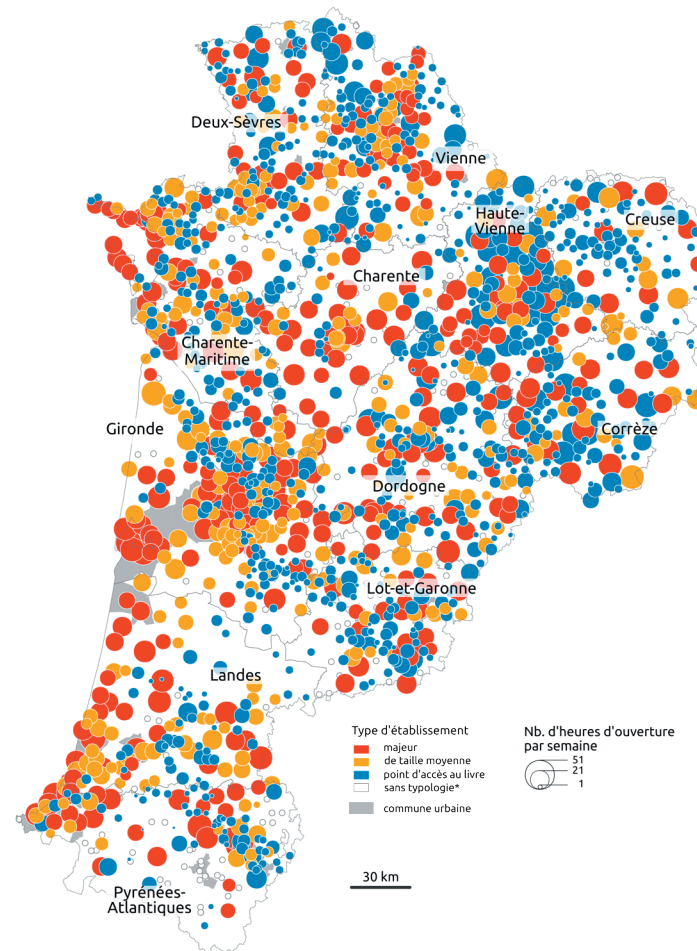 Deux-Sèvres
Vienne
Haute-
Vienne
Creuse
Charente
Charente-
Maritime
Gironde
Corrèze
Dordogne
Lot-et-Garonne
Landes
Pyrénées-
Atlantiques
Type d'établissement
majeur
de taille moyenne
point d'accès au livre
sans typologie*
commune urbaine
Nb. d'heures d'ouverture
par semaine
51
21
1
30 km